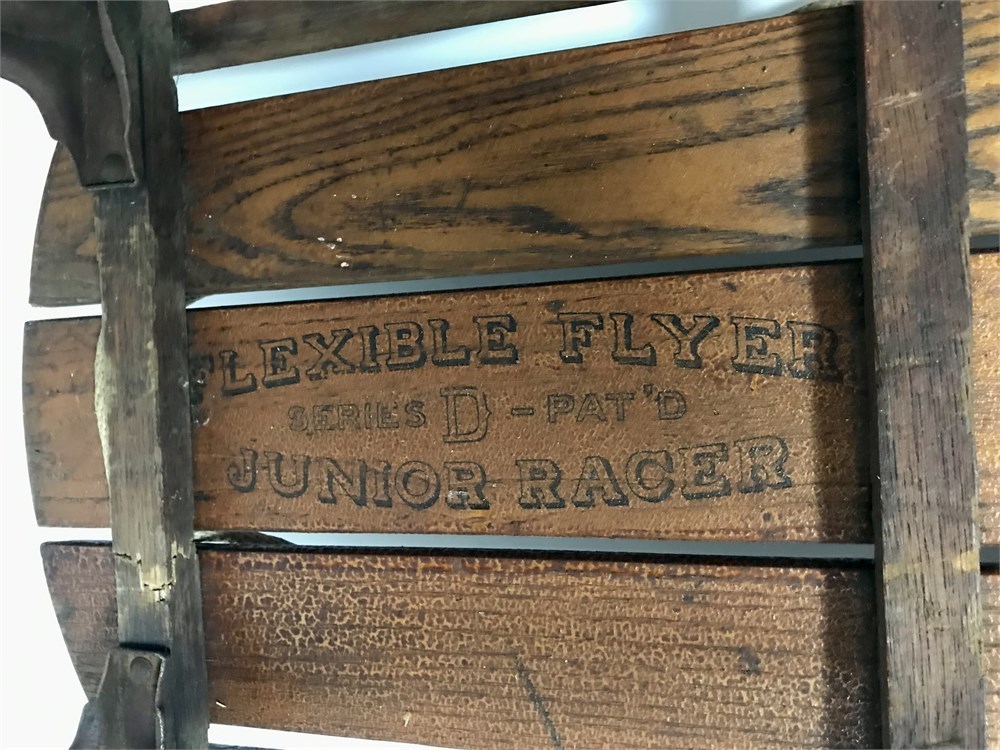 FLEXIBLE FLYER
SERIES D - PAT'D
JUNIOR RACER